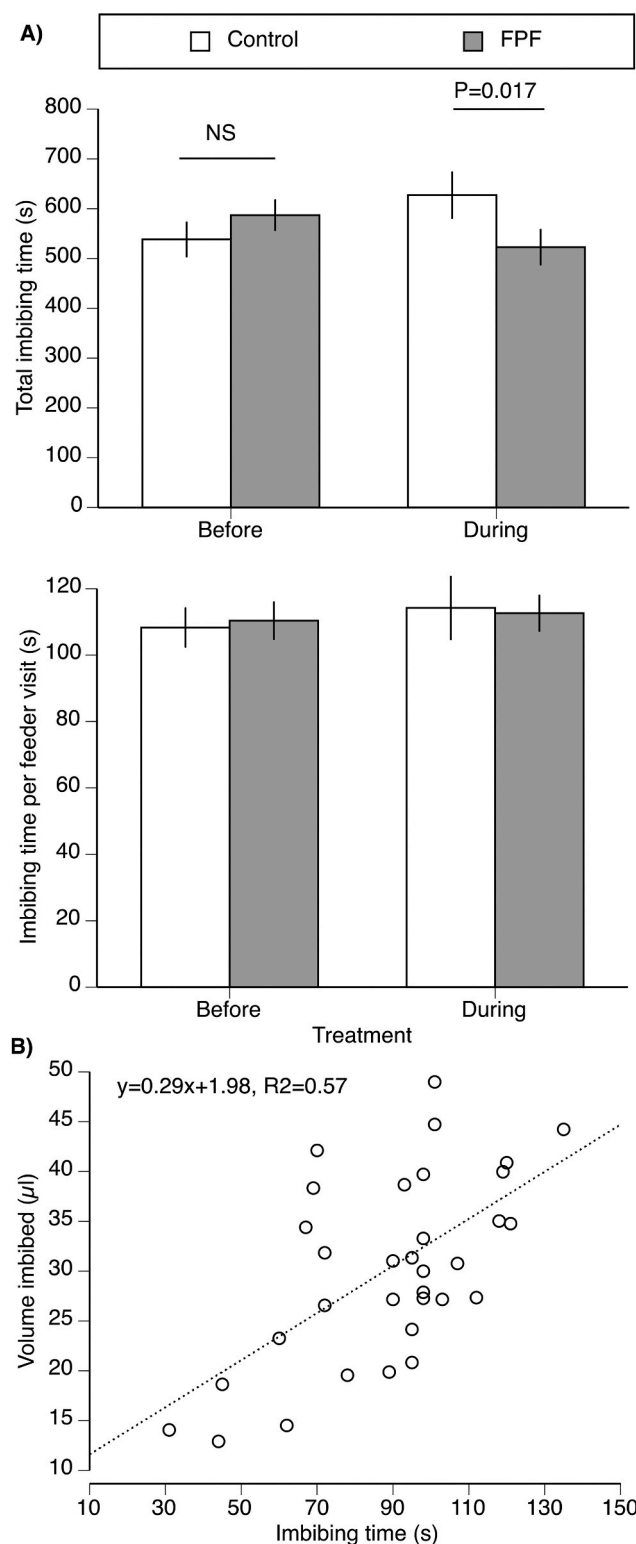 A)
Control FPF
P=0.017
NS
Total imbibing time (s)
800
700
600
500
400
300
200
100
0
Before During
Imbibing time per feeder visit (s)
120
100
80
60
40
20
0
Before During
Treatment
B)
y=0.29x+1.98, R2=0.57
Volume imbibed (µl)
50
45
40
35
30
25
20
15
10
10 30 50 70 90 110 130 150
Imbibing time (s)